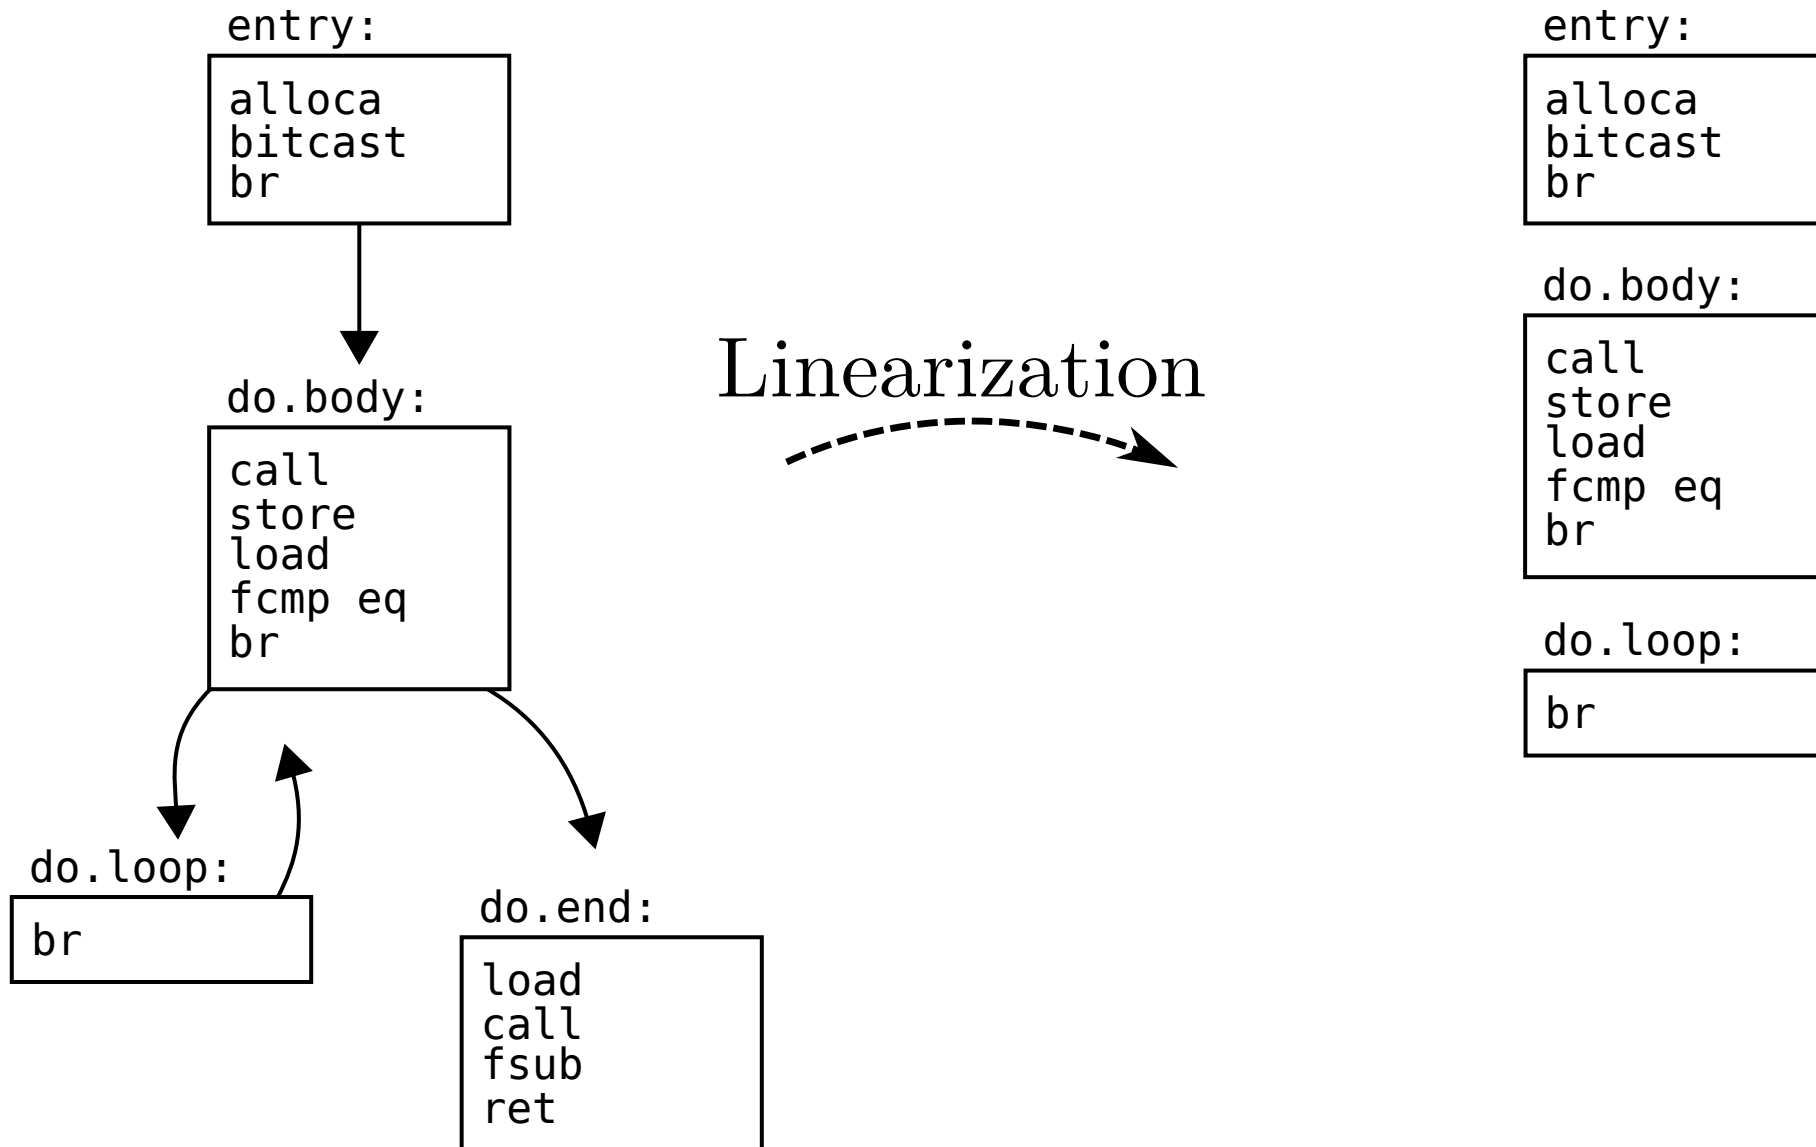 entry:
alloca
bitcast
br
do.body:
call
store
load
fcmp eq
br
do.loop:
br
do.end:
load
call
fsub
ret
Linearization
entry:
alloca
bitcast
br
do.body:
call
store
load
fcmp eq
br
do.loop:
br